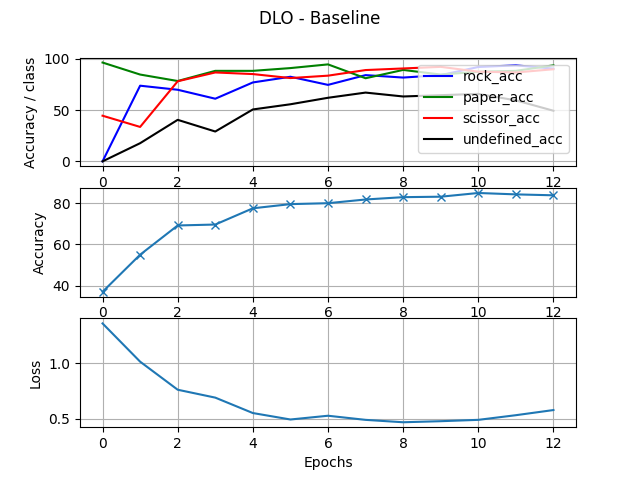 DLO - Baseline
Accuracy / class
100
50
0
rock_acc
paper_acc
scissor_acc
undefined_acc
0 2 4 6 8 10 12
Accuracy
80
60
40
0 2 4 6 8 10 12
Loss
1.0
0.5
0 2 4 6 8 10 12
Epochs